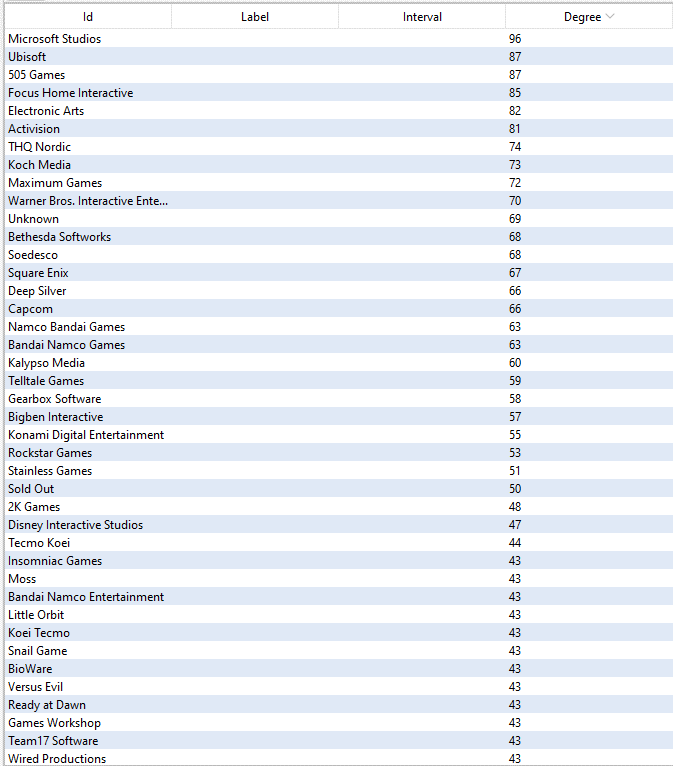 Id Label Interval Degree
Microsoft Studios 96
Ubisoft 87
505 Games 87
Focus Home Interactive 85
Electronic Arts 82
Activision 81
THQ Nordic 74
Koch Media 73
Maximum Games 72
Warner Bros. Interactive Ente... 70
Unknown 69
Bethesda Softworks 68
Soedesco 68
Square Enix 67
Deep Silver 66
Capcom 66
Namco Bandai Games 63
Bandai Namco Games 63
Kalypso Media 60
Telltale Games 59
Gearbox Software 58
Bigben Interactive 57
Konami Digital Entertainment 55
Rockstar Games 53
Stainless Games 51
Sold Out 50
2K Games 48
Disney Interactive Studios 47
Tecmo Koei 44
Insomniac Games 43
Moss 43
Bandai Namco Entertainment 43
Little Orbit 43
Koei Tecmo 43
Snail Game 43
BioWare 43
Versus Evil 43
Ready at Dawn 43
Games Workshop 43
Team17 Software 43
Wired Productions 43